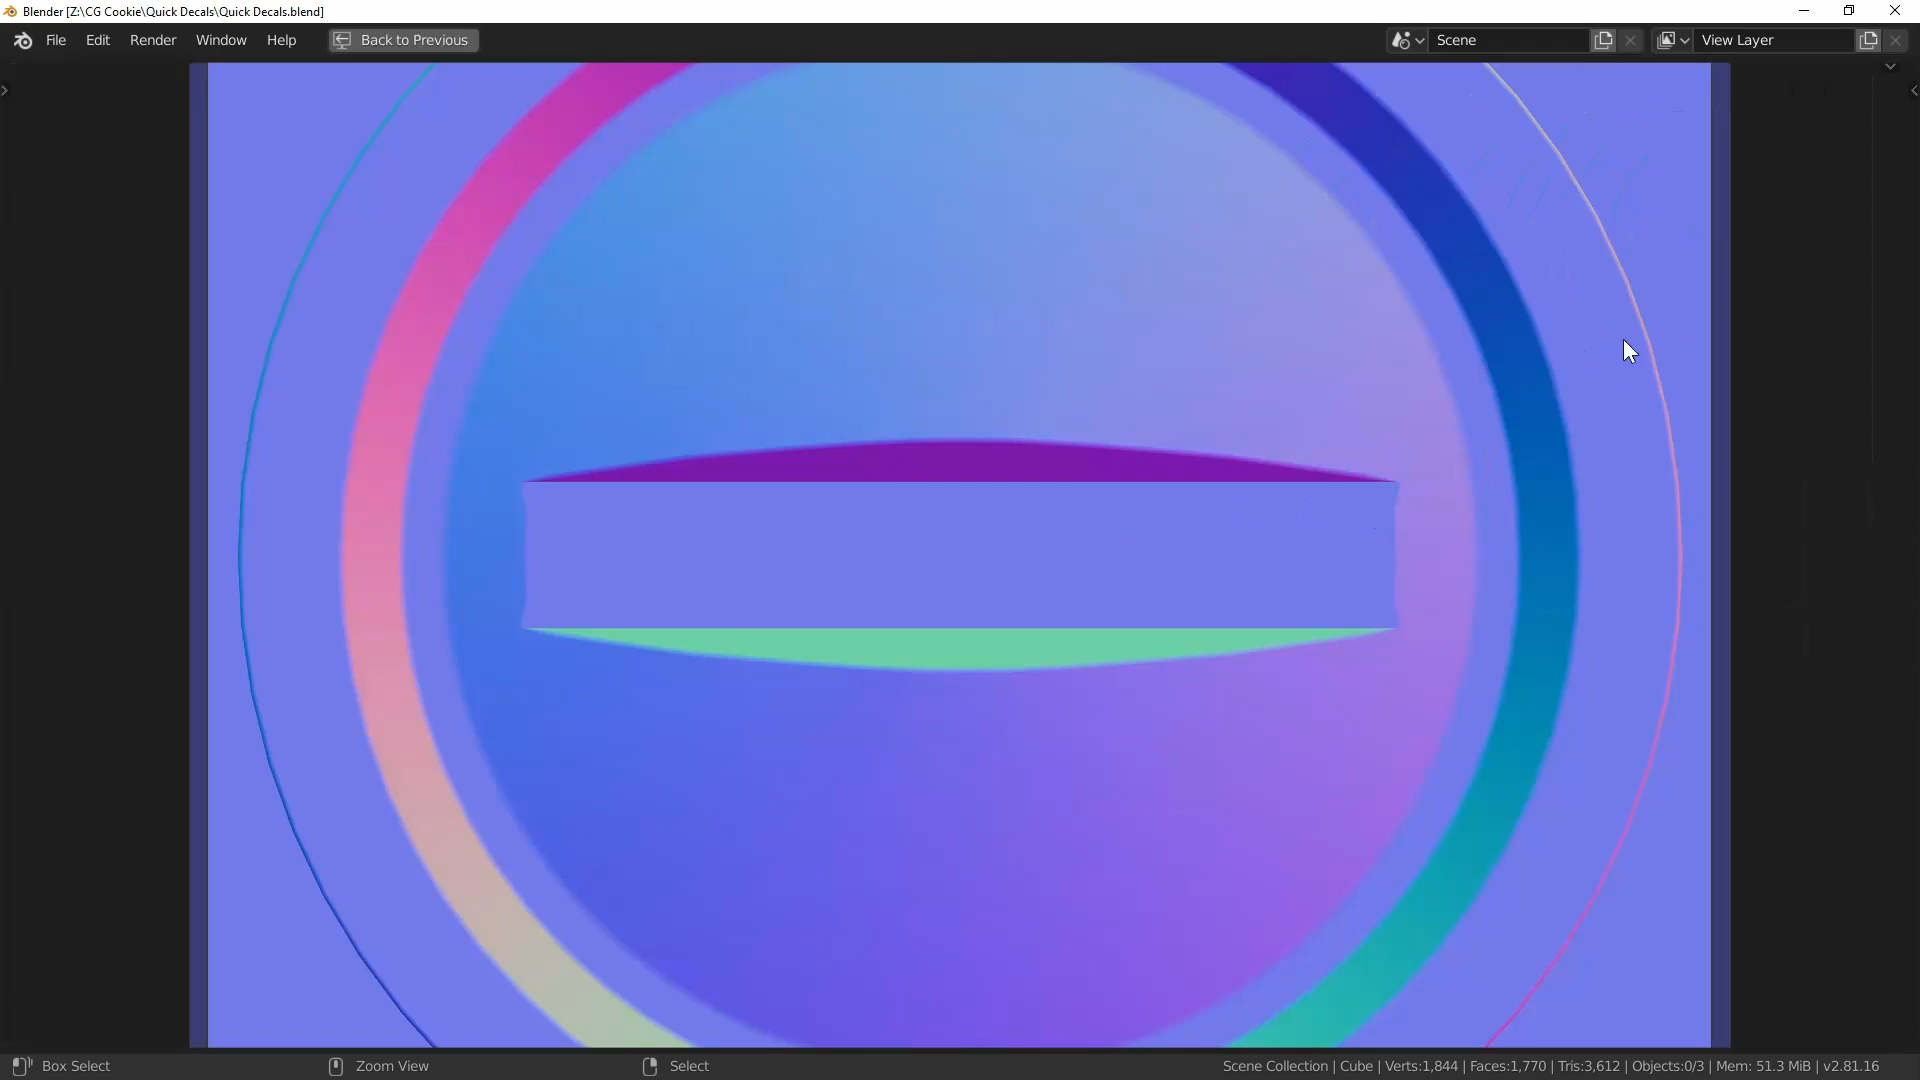 Blender [Z:\CG Cookie\Quick Decals\Quick Decals.blend]
File Edit Render Window Help Back to Previous Scene View Layer
Box Select Zoom View Select Scene Collection | Cube | Verts:1,844 | Faces:1,770 | Tris:3,612 | Objects:0/3 | Mem: 51.3 MiB | v2.81.16